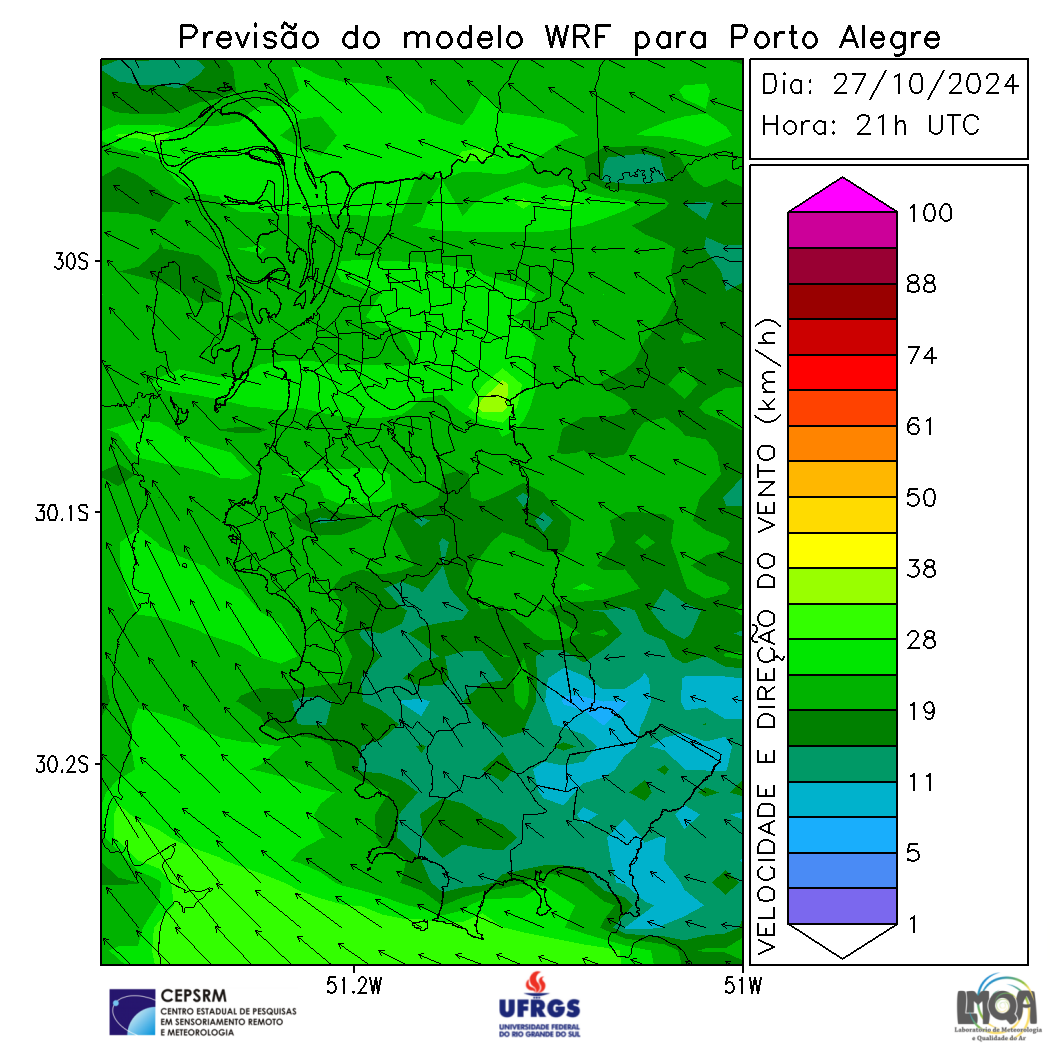 Previsão do modelo WRF para Porto Alegre
Dia: 27/10/2024
Hora: 21h UTC
30S
30.1S
30.2S
51.2W
51W
VELOCIDADE E DIREÇÃO DO VENTO (km/h)
100
88
74
61
50
38
28
19
11
5
1
CEPSRM
CENTRO ESTADUAL DE PESQUISAS
EM SENSORIAMENTO REMOTO
E METEOROLOGIA
UFRGS
UNIVERSIDADE FEDERAL
DO RIO GRANDE DO SUL
LMQA
Laboratório de Meteorologia
e Qualidade do Ar